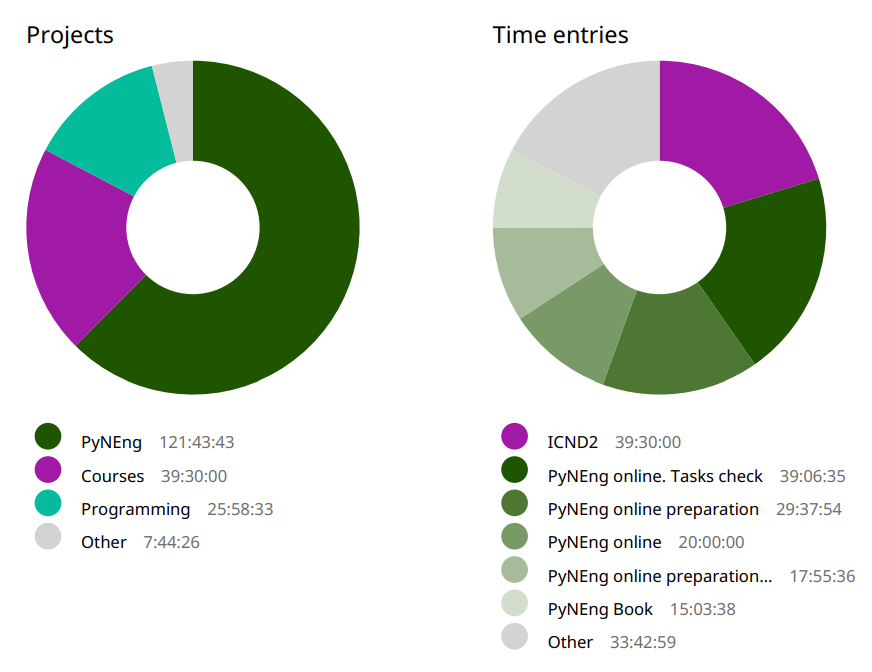 Projects
PyNEng 121:43:43
Courses 39:30:00
Programming 25:58:33
Other 7:44:26
Time entries
ICND2 39:30:00
PyNEng online. Tasks check 39:06:35
PyNEng online preparation 29:37:54
PyNEng online 20:00:00
PyNEng online preparation... 17:55:36
PyNEng Book 15:03:38
Other 33:42:59